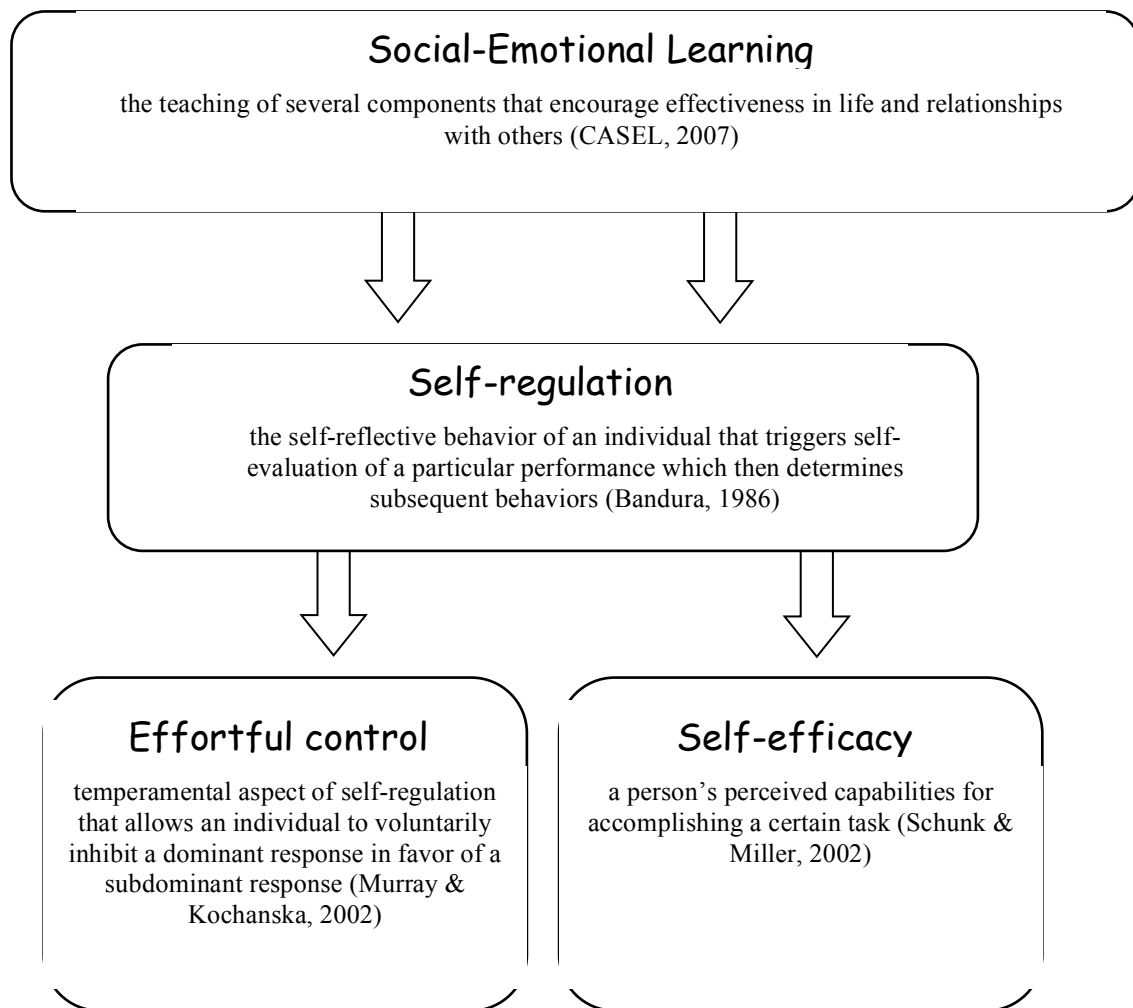 Social-Emotional Learning
the teaching of several components that encourage effectiveness in life and relationships
with others (CASEL, 2007)
Self-regulation
the self-reflective behavior of an individual that triggers self-
evaluation of a particular performance which then determines
subsequent behaviors (Bandura, 1986)
Effortful control
temperamental aspect of self-regulation
that allows an individual to voluntarily
inhibit a dominant response in favor of a
subdominant response (Murray &
Kochanska, 2002)
Self-efficacy
a person’s perceived capabilities for
accomplishing a certain task (Schunk &
Miller, 2002)